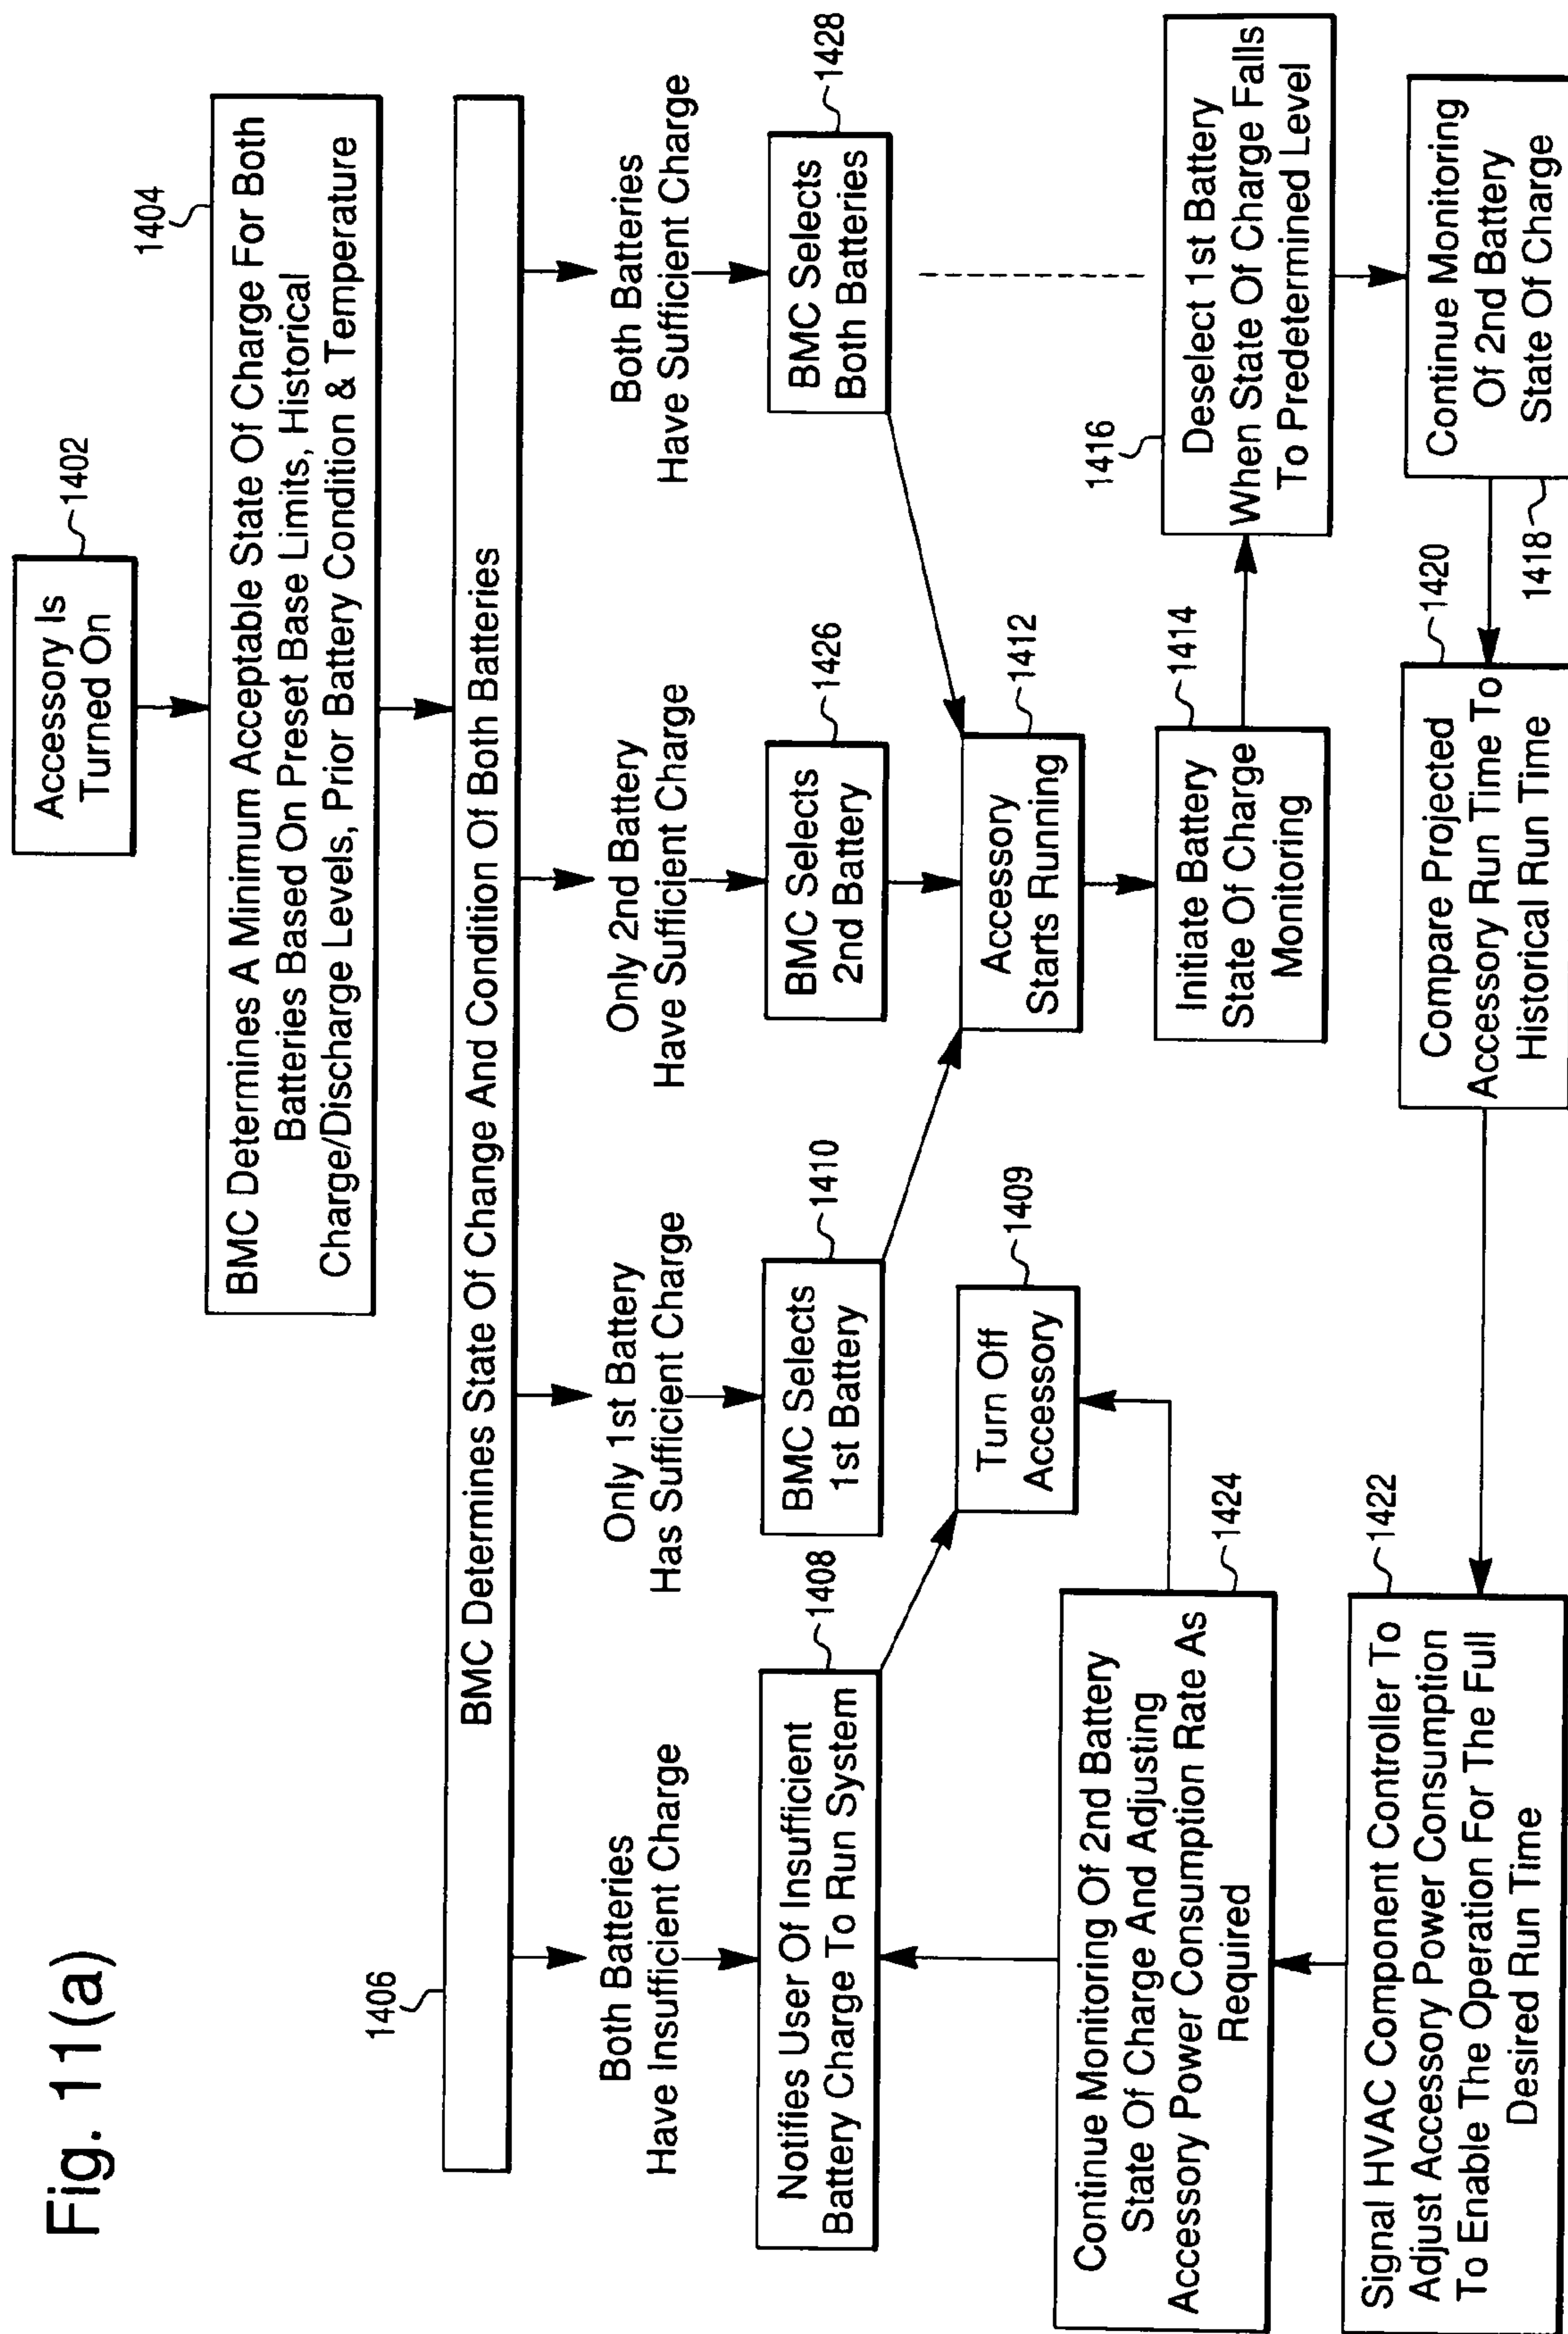 Fig. 11(a)
Accessory Is
Turned On
1402
1404
BMC Determines A Minimum Acceptable State Of Charge For Both
Batteries Based On Preset Base Limits, Historical
Charge/Discharge Levels, Prior Battery Condition & Temperature
1406
BMC Determines State Of Change And Condition Of Both Batteries
Both Batteries
Have Insufficient Charge
Only 1st Battery
Has Sufficient Charge
Only 2nd Battery
Have Sufficient Charge
Both Batteries
Have Sufficient Charge
Notifies User Of Insufficient
Battery Charge To Run System
1408
BMC Selects
1st Battery
1410
BMC Selects
2nd Battery
1426
BMC Selects
Both Batteries
1428
Turn Off
Accessory
1409
Accessory
Starts Running
1412
Initiate Battery
State Of Charge
Monitoring
1414
1416
Deselect 1st Battery
When State Of Charge Falls
To Predetermined Level
Continue Monitoring Of 2nd Battery
State Of Charge And Adjusting
Accessory Power Consumption Rate As
Required
1424
Signal HVAC Component Controller To
Adjust Accessory Power Consumption
To Enable The Operation For The Full
Desired Run Time
1422
Compare Projected
Accessory Run Time To
Historical Run Time
1420
Continue Monitoring
Of 2nd Battery
State Of Charge
1418